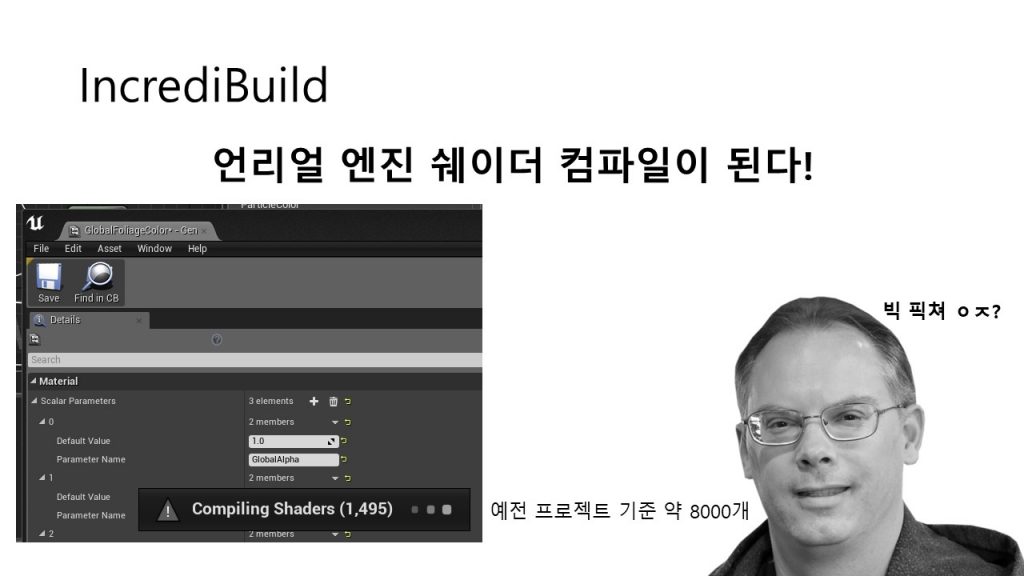 IncrediBuild
언리얼 엔진 쉐이더 컴파일이 된다!
ParticleColor
GlobalFoliageColor* - Gen
File Edit Asset Window Help
Save Find in CB
Details
Search
Material
Scalar Parameters 3 elements
0 2 members
Default Value 1.0
Parameter Name GlobalAlpha
1 2 members
Default Value
Parameter Name
Compiling Shaders (1,495)
2 2 members
예전 프로젝트 기준 약 8000개
빅 픽쳐 ㅇㅈ?